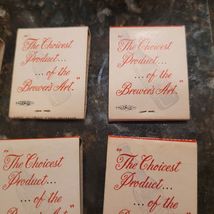 "The Choicest
Product...
...of the
Brewer's Art."
"The Choicest
Product...
...of the
Brewer's Art."
"The Choicest
Product...
...of the
"The Choicest
Product...
...of the